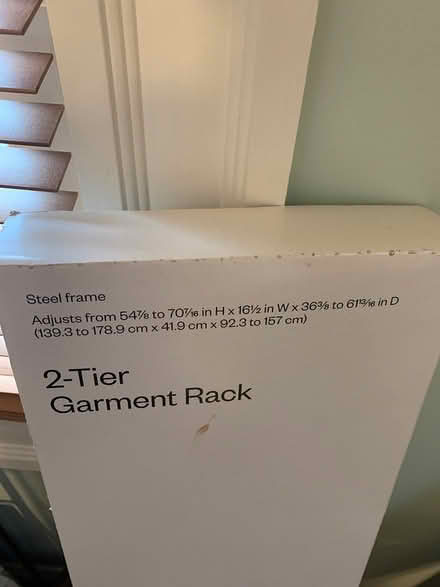 Steel frame
Adjusts from 54⅞ to 70⁷⁄₁₆ in H x 16½ in W x 36⅜ to 61¹³⁄₁₆ in D
(139.3 to 178.9 cm x 41.9 cm x 92.3 to 157 cm)
2-Tier
Garment Rack